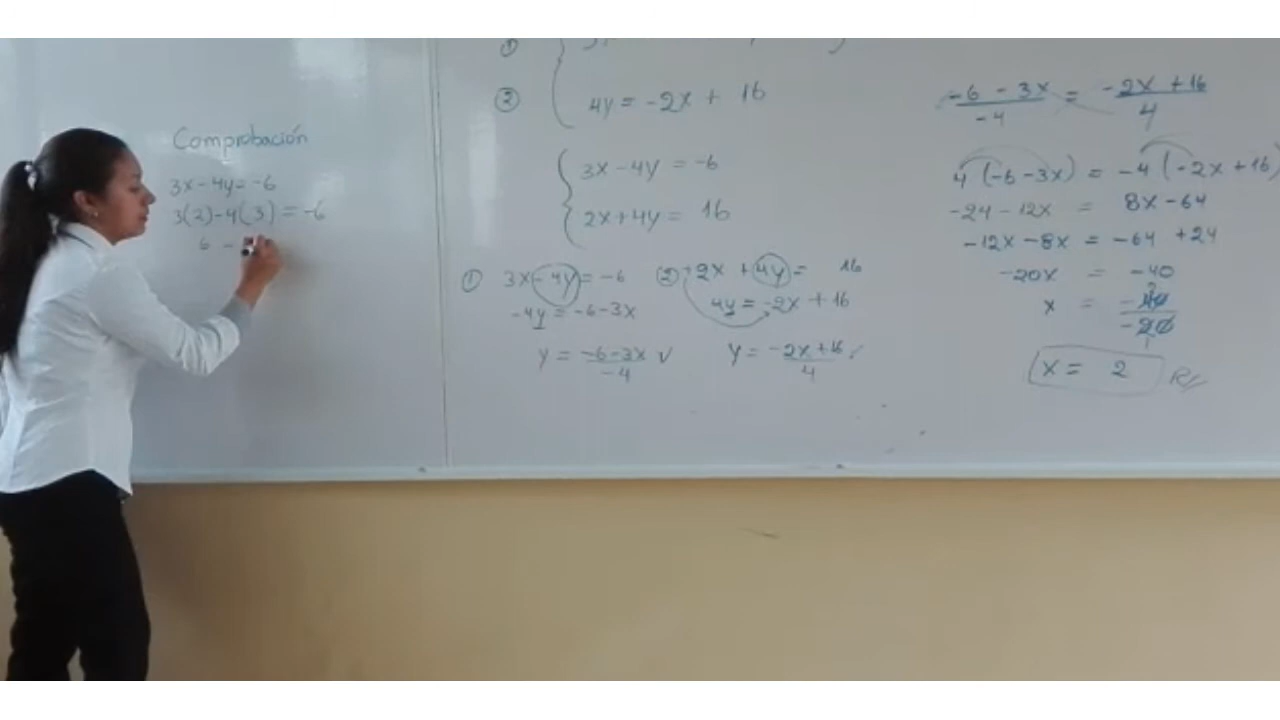 Comprobación
3x - 4y = -6
3(2) - 4(3) = -6
6 -
①
② 4y = -2x + 16
3x - 4y = -6
2x + 4y = 16
① 3x - 4y = -6
-4y = -6 - 3x
y = -6 - 3x / -4 ✓
(2) 2x + 4y = 16
4y = -2x + 16
y = -2x + 16 / 4 ✓
-6 - 3x / -4 = -2x + 16 / 4
4(-6 - 3x) = -4(-2x + 16)
-24 - 12x = 8x - 64
-12x - 8x = -64 + 24
-20x = -40
x = -40 / -20
x = 2 R//